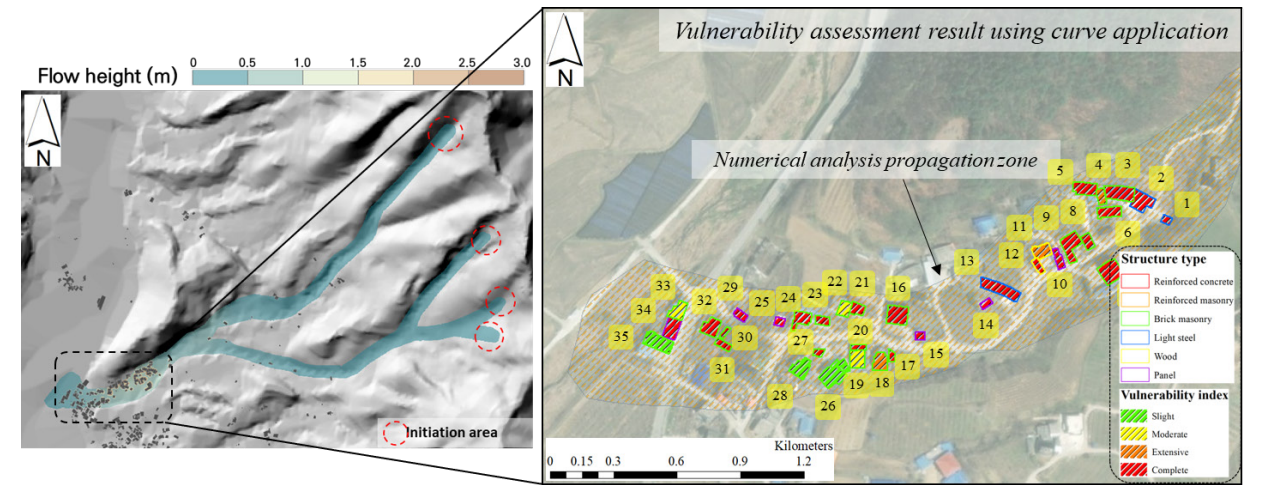 Flow height (m)
0 0.5 1.0 1.5 2.0 2.5 3.0
N
Initiation area
N
Vulnerability assessment result using curve application
Numerical analysis propagation zone
5 4 3
2
1
11 9 8
6
13 12
10
33 32 29 25 24 23 22 21 16
14
34
35
30
27
20
31
15
17
28
19 18
26
Structure type
Reinforced concrete
Reinforced masonry
Brick masonry
Light steel
Wood
Panel
Vulnerability index
Slight
Moderate
Extensive
Complete
Kilometers
0 0.15 0.3 0.6 0.9 1.2